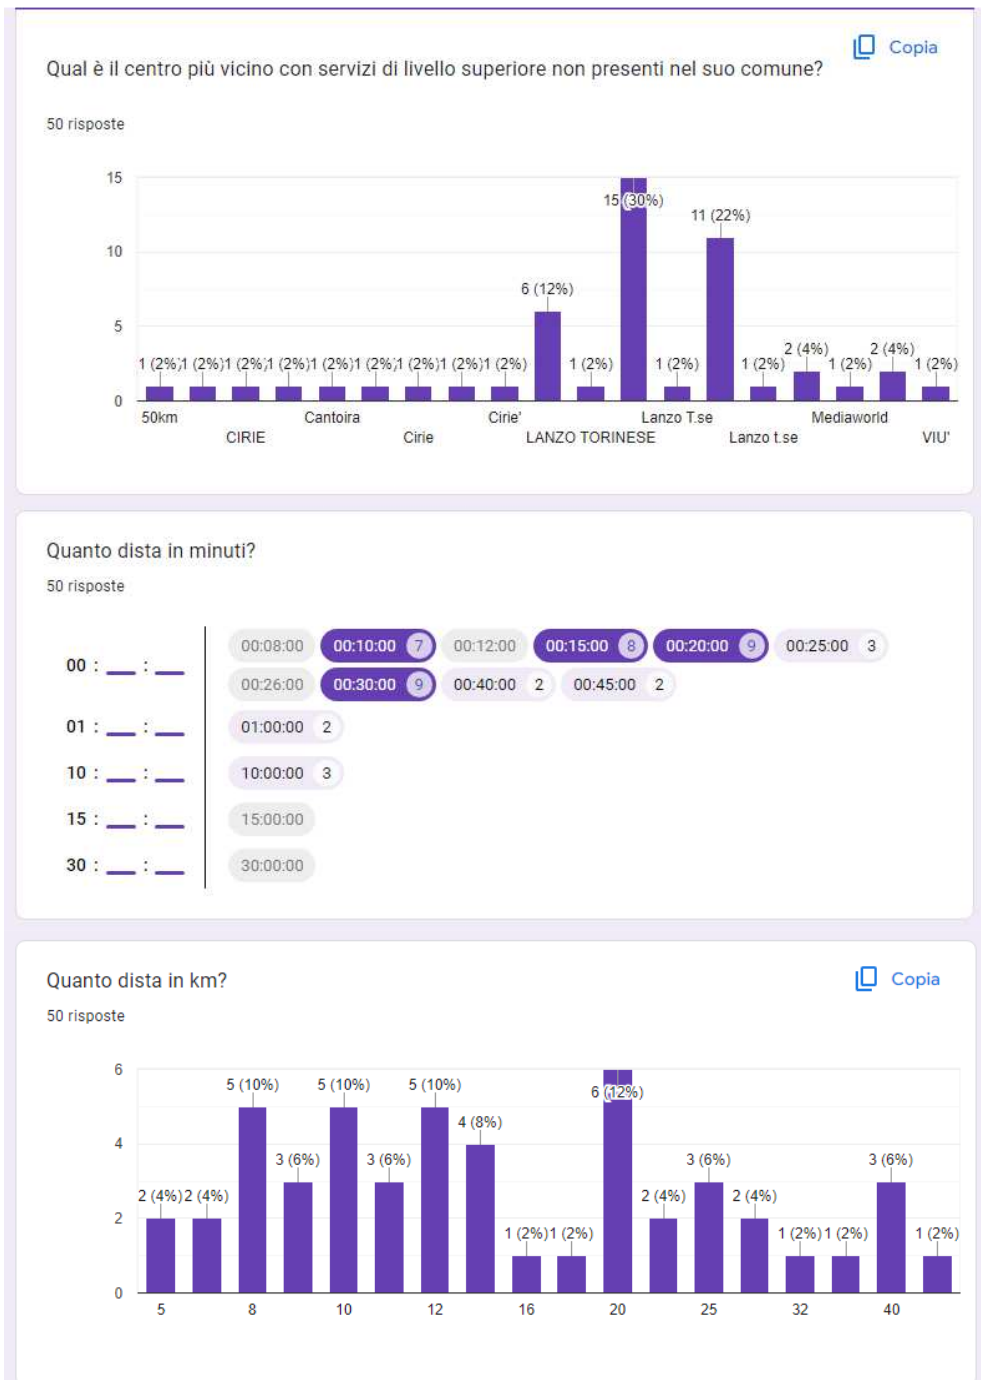 Copia
Qual è il centro più vicino con servizi di livello superiore non presenti nel suo comune?
50 risposte
15
15 (30%)
11 (22%)
10
6 (12%)
5
2 (4%) 2 (4%)
1 (2%) 1 (2%) 1 (2%) 1 (2%) 1 (2%) 1 (2%) 1 (2%) 1 (2%) 1 (2%) 1 (2%) 1 (2%) 1 (2%) 1 (2%) 1 (2%)
0
50km Cantoira Cirie' Lanzo T.se Mediaworld
CIRIE Cirie LANZO TORINESE Lanzo t.se VIU'
Quanto dista in minuti?
50 risposte
00:08:00 00:10:00 7 00:12:00 00:15:00 8 00:20:00 9 00:25:00 3
00 : __ : __
00:26:00 00:30:00 9 00:40:00 2 00:45:00 2
01 : __ : __ 01:00:00 2
10 : __ : __ 10:00:00 3
15 : __ : __ 15:00:00
30 : __ : __ 30:00:00
Copia
Quanto dista in km?
50 risposte
6
5 (10%) 5 (10%) 5 (10%) 6 (12%)
4 (8%)
4
3 (6%) 3 (6%) 3 (6%) 3 (6%)
2 (4%) 2 (4%) 2 (4%) 2 (4%)
2
1 (2%) 1 (2%) 1 (2%) 1 (2%) 1 (2%)
0
5 8 10 12 16 20 25 32 40